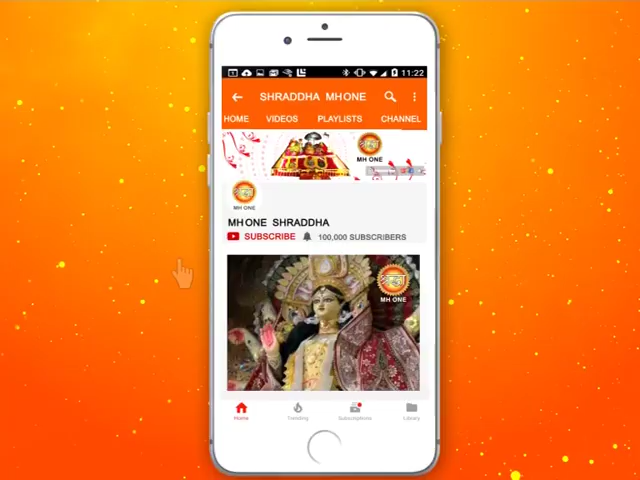 11:22
SHRADDHA MHONE
HOME VIDEOS PLAYLISTS CHANNEL
MH ONE
MH ONE
MHONE SHRADDHA
SUBSCRIBE 100,000 SUBSCRIBERS
MH ONE
Home Trending Subscriptions Library